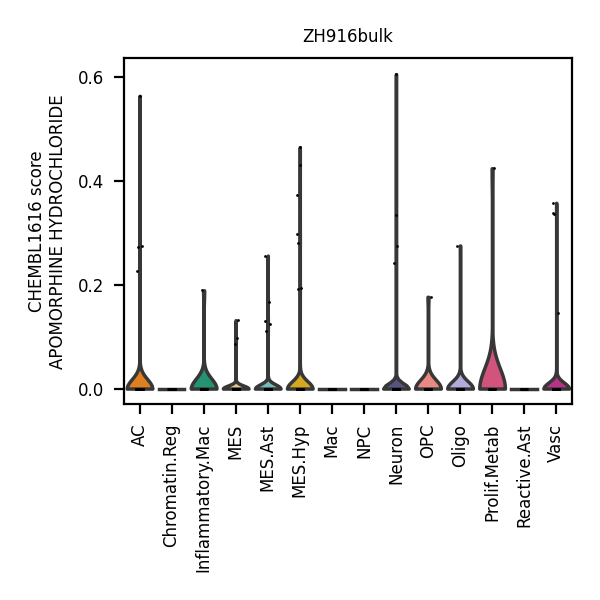 ZH916bulk
CHEMBL1616 score
APOMORPHINE HYDROCHLORIDE
0.6
0.4
0.2
0.0
AC
Chromatin.Reg
Inflammatory.Mac
MES
MES.Ast
MES.Hyp
Mac
NPC
Neuron
OPC
Oligo
Prolif.Metab
Reactive.Ast
Vasc